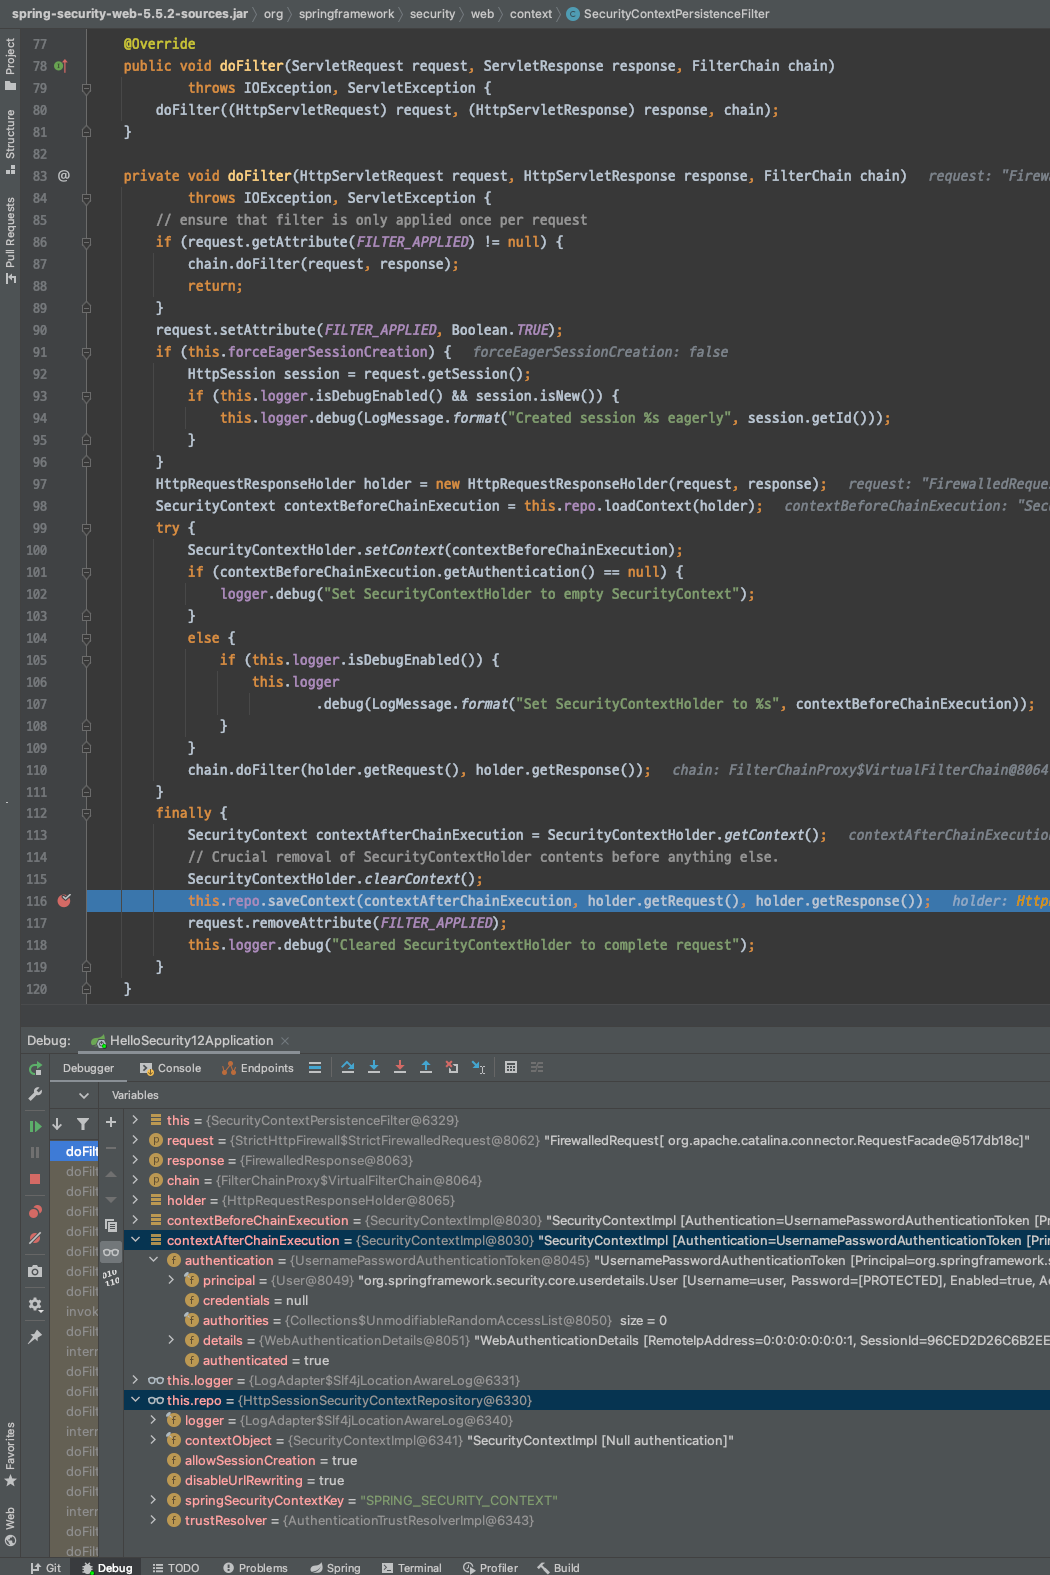 spring-security-web-5.5.2-sources.jar org springframework security web context SecurityContextPersistenceFilter
Project
Structure
Pull Requests
77 @Override
78 public void doFilter(ServletRequest request, ServletResponse response, FilterChain chain)
79 throws IOException, ServletException {
80 doFilter((HttpServletRequest) request, (HttpServletResponse) response, chain);
81 }
82
83 @ private void doFilter(HttpServletRequest request, HttpServletResponse response, FilterChain chain) request: "Firewa
84 throws IOException, ServletException {
85 // ensure that filter is only applied once per request
86 if (request.getAttribute(FILTER_APPLIED) != null) {
87 chain.doFilter(request, response);
88 return;
89 }
90 request.setAttribute(FILTER_APPLIED, Boolean.TRUE);
91 if (this.forceEagerSessionCreation) { forceEagerSessionCreation: false
92 HttpSession session = request.getSession();
93 if (this.logger.isDebugEnabled() && session.isNew()) {
94 this.logger.debug(LogMessage.format("Created session %s eagerly", session.getId()));
95 }
96 }
97 HttpRequestResponseHolder holder = new HttpRequestResponseHolder(request, response); request: "FirewalledReque
98 SecurityContext contextBeforeChainExecution = this.repo.loadContext(holder); contextBeforeChainExecution: "Sec
99 try {
100 SecurityContextHolder.setContext(contextBeforeChainExecution);
101 if (contextBeforeChainExecution.getAuthentication() == null) {
102 logger.debug("Set SecurityContextHolder to empty SecurityContext");
103 }
104 else {
105 if (this.logger.isDebugEnabled()) {
106 this.logger
107 .debug(LogMessage.format("Set SecurityContextHolder to %s", contextBeforeChainExecution));
108 }
109 }
110 chain.doFilter(holder.getRequest(), holder.getResponse()); chain: FilterChainProxy$VirtualFilterChain@8064
111 }
112 finally {
113 SecurityContext contextAfterChainExecution = SecurityContextHolder.getContext(); contextAfterChainExecutio
114 // Crucial removal of SecurityContextHolder contents before anything else.
115 SecurityContextHolder.clearContext();
116 this.repo.saveContext(contextAfterChainExecution, holder.getRequest(), holder.getResponse()); holder: Http
117 request.removeAttribute(FILTER_APPLIED);
118 this.logger.debug("Cleared SecurityContextHolder to complete request");
119 }
120 }
Debug: HelloSecurity12Application
Debugger Console Endpoints
Variables
this = {SecurityContextPersistenceFilter@6329}
request = {StrictHttpFirewall$StrictFirewalledRequest@8062} "FirewalledRequest[ org.apache.catalina.connector.RequestFacade@517db18c]"
doFilt response = {FirewalledResponse@8063}
doFilt chain = {FilterChainProxy$VirtualFilterChain@8064}
doFilt holder = {HttpRequestResponseHolder@8065}
doFilt contextBeforeChainExecution = {SecurityContextImpl@8030} "SecurityContextImpl [Authentication=UsernamePasswordAuthenticationToken [Pr
doFilt contextAfterChainExecution = {SecurityContextImpl@8030} "SecurityContextImpl [Authentication=UsernamePasswordAuthenticationToken [Prin
doFilt authentication = {UsernamePasswordAuthenticationToken@8045} "UsernamePasswordAuthenticationToken [Principal=org.springframework.s
doFilt principal = {User@8049} "org.springframework.security.core.userdetails.User [Username=user, Password=[PROTECTED], Enabled=true, Ac
doFilt credentials = null
invok authorities = {Collections$UnmodifiableRandomAccessList@8050} size = 0
doFilt details = {WebAuthenticationDetails@8051} "WebAuthenticationDetails [RemoteIpAddress=0:0:0:0:0:0:0:1, SessionId=96CED2D26C6B2EE
intern authenticated = true
doFilt this.logger = {LogAdapter$Slf4jLocationAwareLog@6331}
intern this.repo = {HttpSessionSecurityContextRepository@6330}
doFilt logger = {LogAdapter$Slf4jLocationAwareLog@6340}
intern contextObject = {SecurityContextImpl@6341} "SecurityContextImpl [Null authentication]"
doFilt allowSessionCreation = true
doFilt disableUrlRewriting = true
doFilt springSecurityContextKey = "SPRING_SECURITY_CONTEXT"
intern trustResolver = {AuthenticationTrustResolverImpl@6343}
doFilt
doFilt
Favorites
Web
Git Debug TODO Problems Spring Terminal Profiler Build